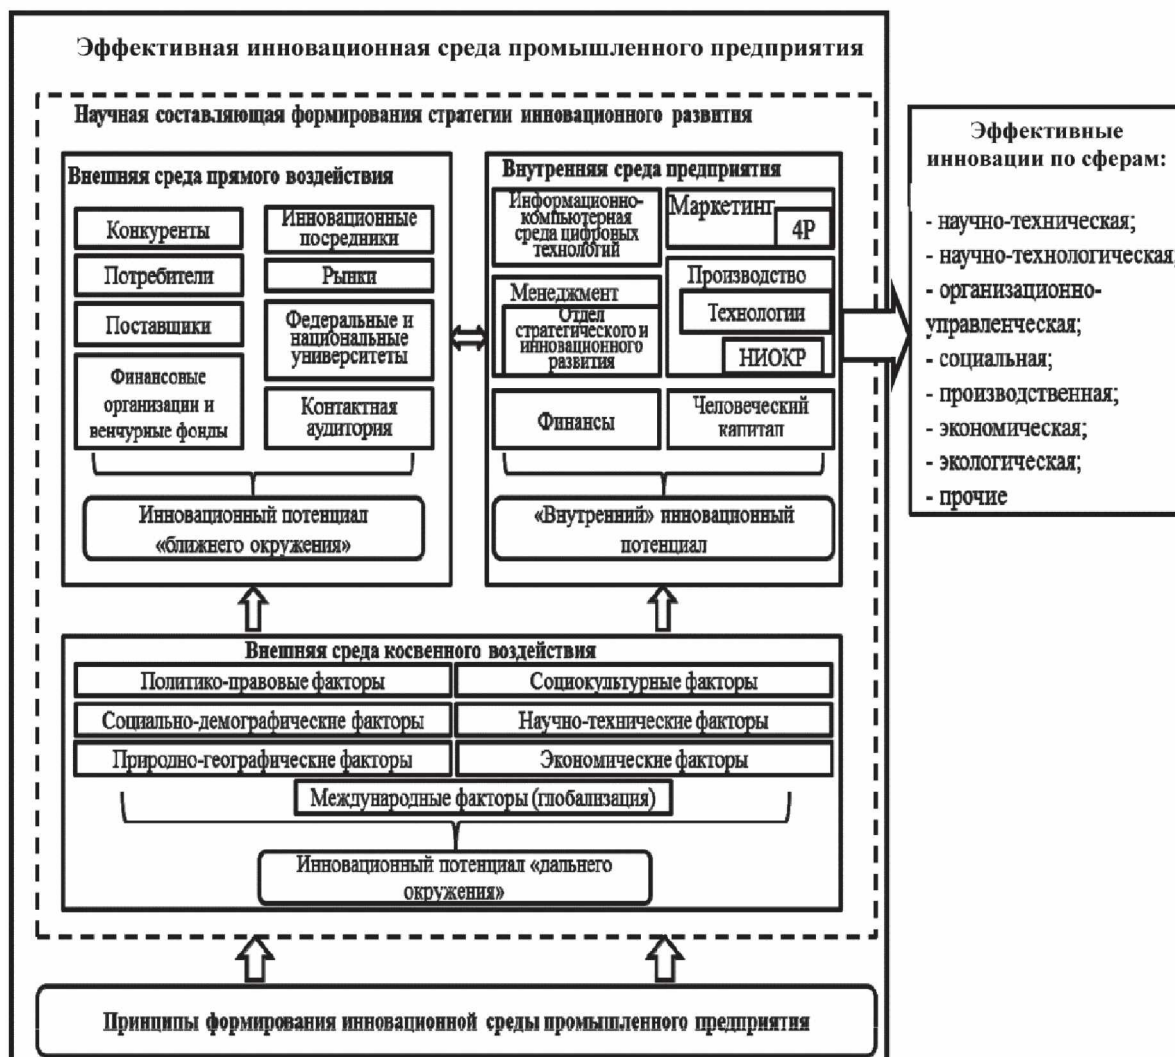 Эффективная инновационная среда промышленного предприятия
Научная составляющая формирования стратегии инновационного развития
Внешняя среда прямого воздействия
Конкуренты
Потребители
Поставщики
Финансовые
организации и
венчурные фонды
Инновационные
посредники
Рынки
Федеральные и
национальные
университеты
Контактная
аудитория
Инновационный потенциал
«ближнего окружения»
Внутренняя среда предприятия
Информационно-
компьютерная
среда цифровых
технологий
Менеджмент
Отдел
стратегического и
инновационного
развития
Финансы
Маркетинг
4Р
Производство
Технологии
НИОКР
Человеческий
капитал
«Внутренний» инновационный
потенциал
Внешняя среда косвенного воздействия
Политико-правовые факторы
Социокультурные факторы
Социально-демографические факторы
Научно-технические факторы
Природно-географические факторы
Экономические факторы
Международные факторы (глобализация)
Инновационный потенциал «дальнего
окружения»
Принципы формирования инновационной среды промышленного предприятия
Эффективные
инновации по сферам:
- научно-техническая;
- научно-технологическая;
- организационно-
управленческая;
- социальная;
- производственная;
- экономическая;
- экологическая;
- прочие